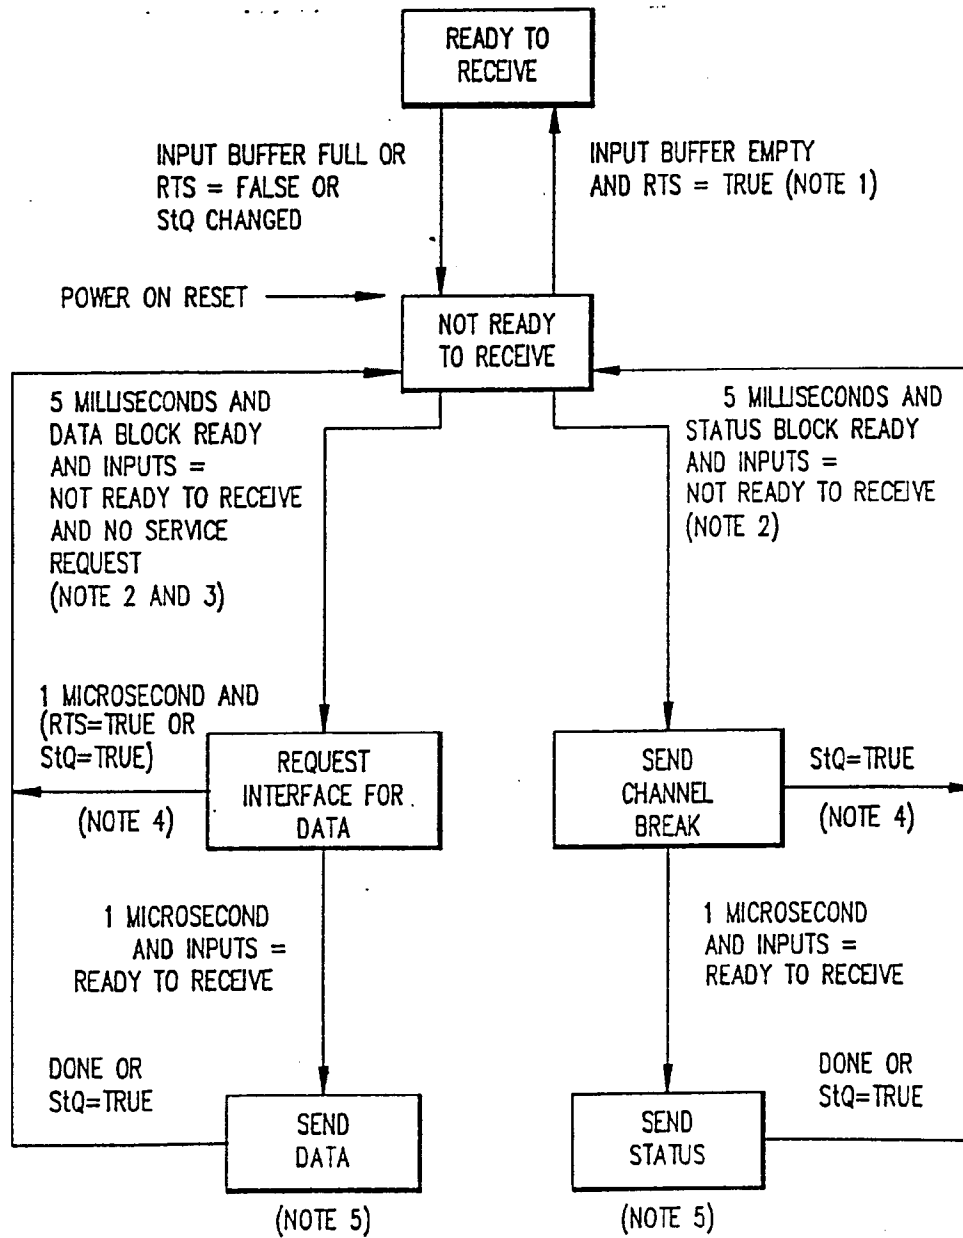 READY TO
RECEIVE
INPUT BUFFER FULL OR
RTS = FALSE OR
StQ CHANGED
INPUT BUFFER EMPTY
AND RTS = TRUE (NOTE 1)
POWER ON RESET
NOT READY
TO RECEIVE
5 MILLISECONDS AND
DATA BLOCK READY
AND INPUTS =
NOT READY TO RECEIVE
AND NO SERVICE
REQUEST
(NOTE 2 AND 3)
5 MILLISECONDS AND
STATUS BLOCK READY
AND INPUTS =
NOT READY TO RECEIVE
(NOTE 2)
1 MICROSECOND AND
(RTS=TRUE OR
StQ=TRUE)
(NOTE 4)
REQUEST
INTERFACE FOR
DATA
SEND
CHANNEL
BREAK
StQ=TRUE
(NOTE 4)
1 MICROSECOND
AND INPUTS =
READY TO RECEIVE
1 MICROSECOND
AND INPUTS =
READY TO RECEIVE
DONE OR
StQ=TRUE
SEND
DATA
(NOTE 5)
SEND
STATUS
(NOTE 5)
DONE OR
StQ=TRUE